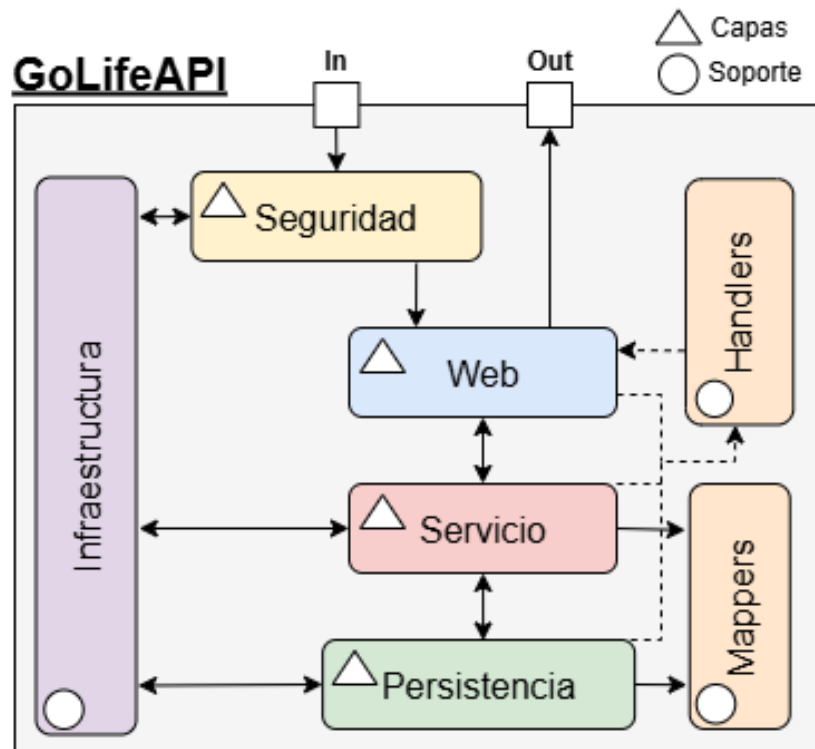 Capas
In
Out
Soporte
GoLifeAPI
Seguridad
Handlers
Infraestructura
Web
Servicio
Mappers
Persistencia